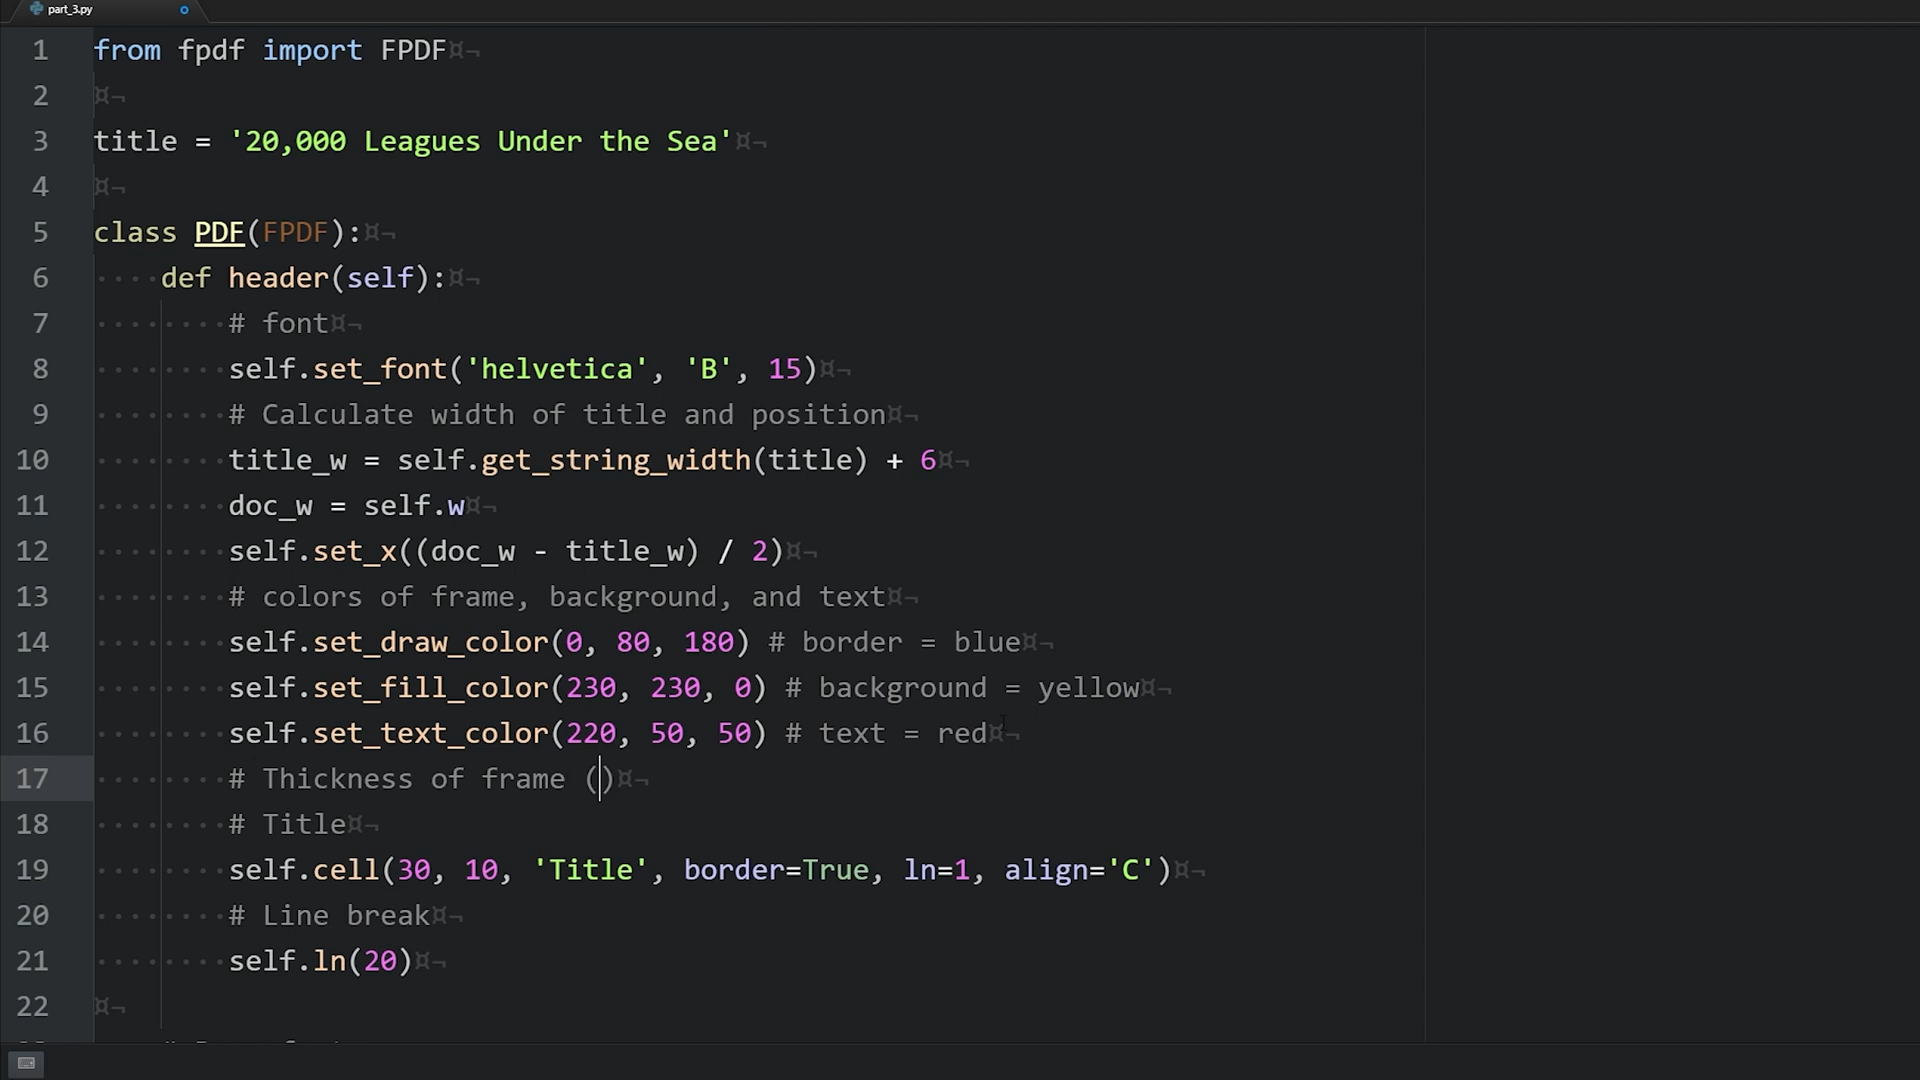 part_3.py
1 from fpdf import FPDF
2
3 title = '20,000 Leagues Under the Sea'
4
5 class PDF(FPDF):
6 def header(self):
7 # font
8 self.set_font('helvetica', 'B', 15)
9 # Calculate width of title and position
10 title_w = self.get_string_width(title) + 6
11 doc_w = self.w
12 self.set_x((doc_w - title_w) / 2)
13 # colors of frame, background, and text
14 self.set_draw_color(0, 80, 180) # border = blue
15 self.set_fill_color(230, 230, 0) # background = yellow
16 self.set_text_color(220, 50, 50) # text = red
17 # Thickness of frame ()
18 # Title
19 self.cell(30, 10, 'Title', border=True, ln=1, align='C')
20 # Line break
21 self.ln(20)
22